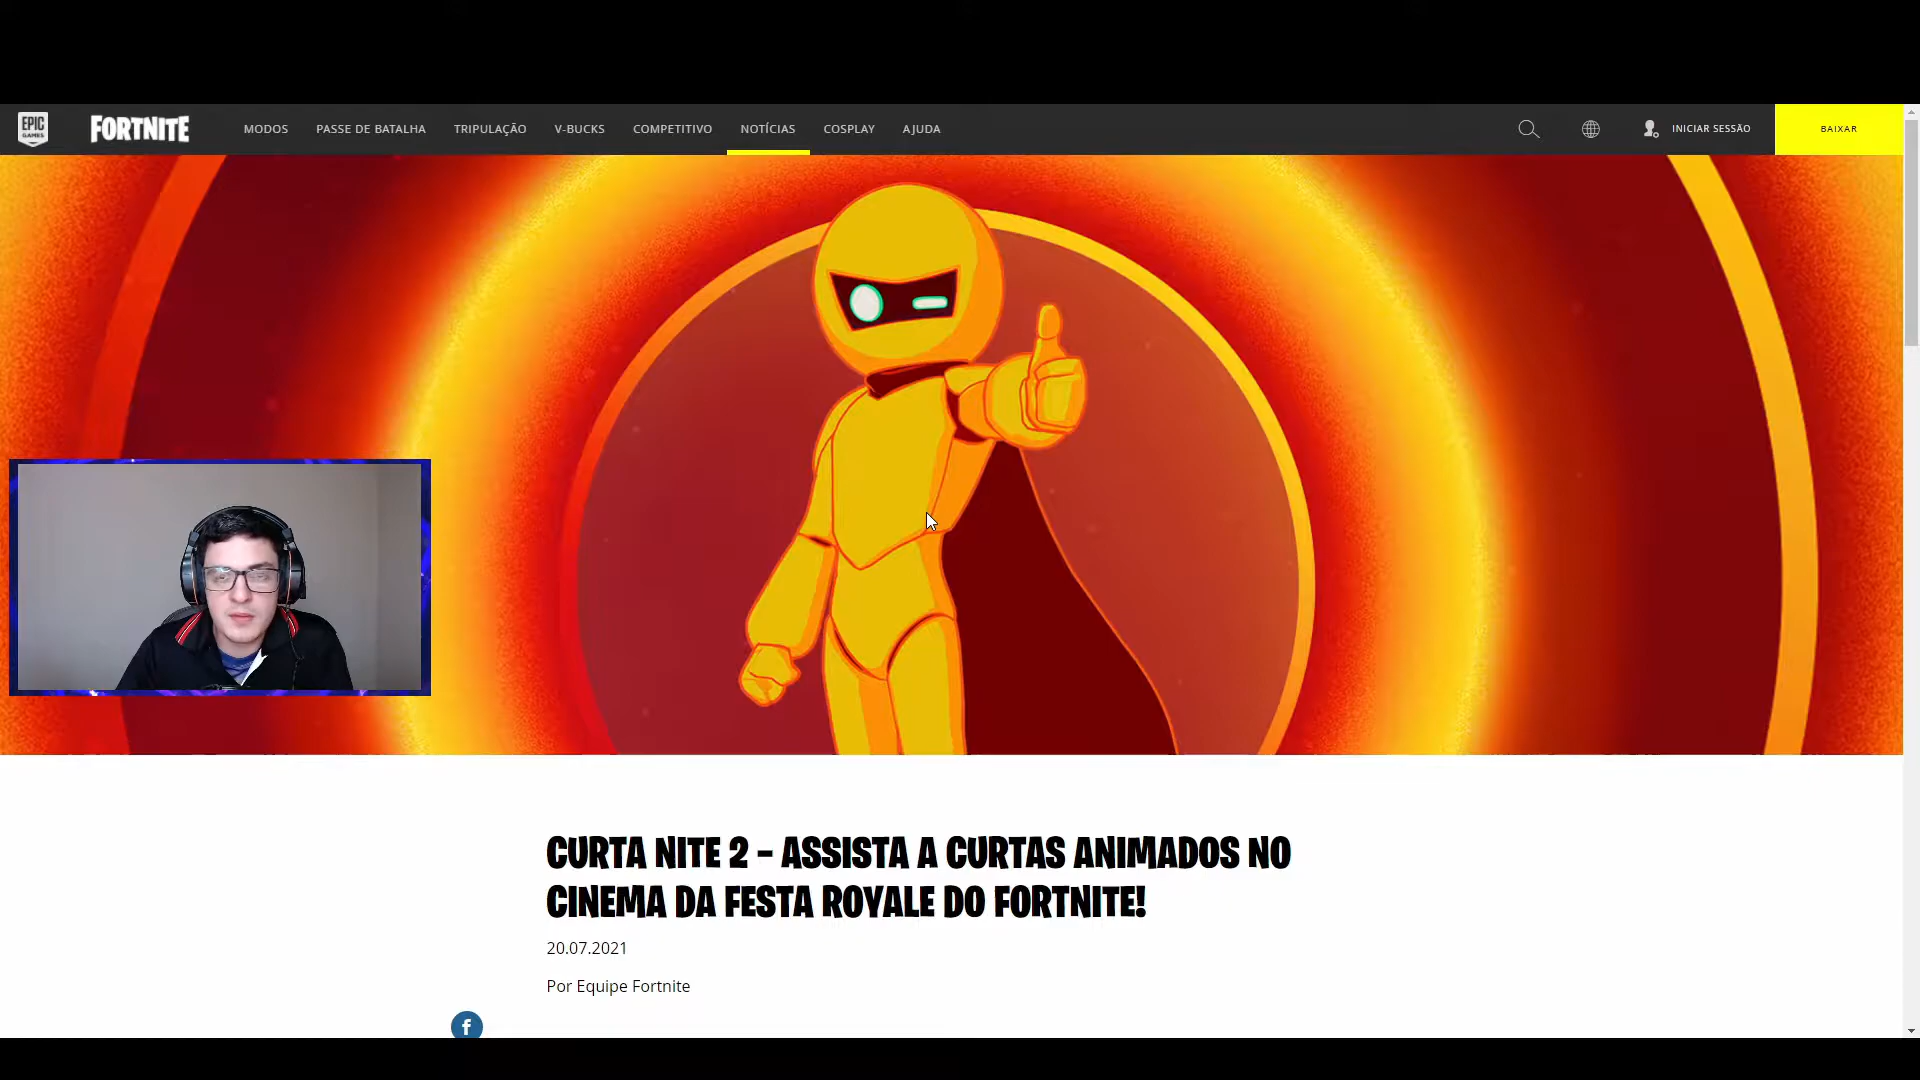 EPIC
GAMES
FORTNITE
MODOS
PASSE DE BATALHA
TRIPULAÇÃO
V-BUCKS
COMPETITIVO
NOTÍCIAS
COSPLAY
AJUDA
INICIAR SESSÃO
BAIXAR
CURTA NITE 2 – ASSISTA A CURTAS ANIMADOS NO
CINEMA DA FESTA ROYALE DO FORTNITE!
20.07.2021
Por Equipe Fortnite
f